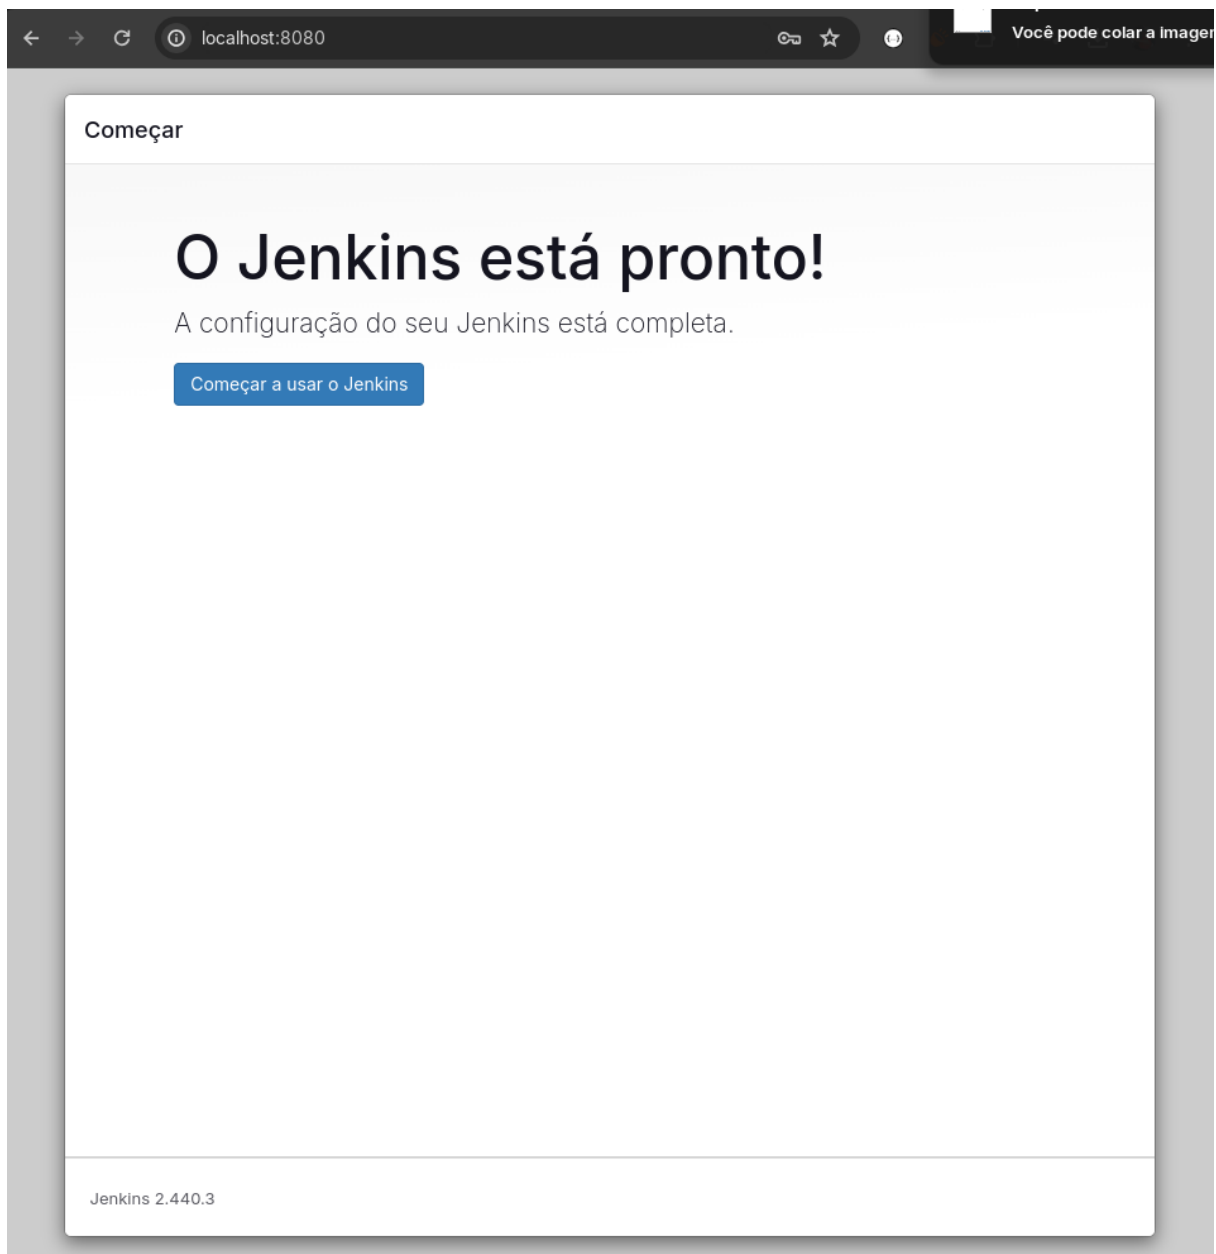 localhost:8080
Você pode colar a imagem
Começar
O Jenkins está pronto!
A configuração do seu Jenkins está completa.
Começar a usar o Jenkins
Jenkins 2.440.3